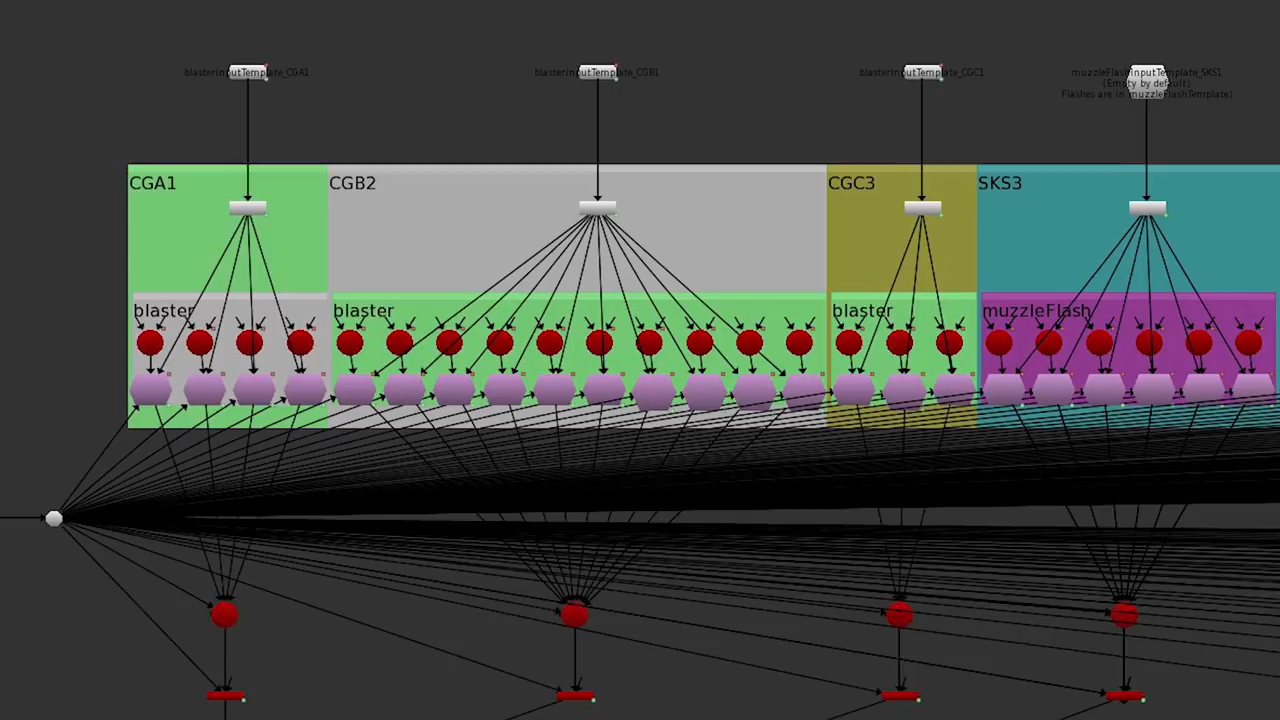 blasterInputTemplate_CGA1
blasterInputTemplate_CGB1
blasterInputTemplate_CGC1
muzzleFlashInputTemplate_SKS1
(Empty by default)
Flashes are in muzzleFlashTemplate)
CGA1
CGB2
CGC3
SKS3
blaster
blaster
blaster
muzzleFlash